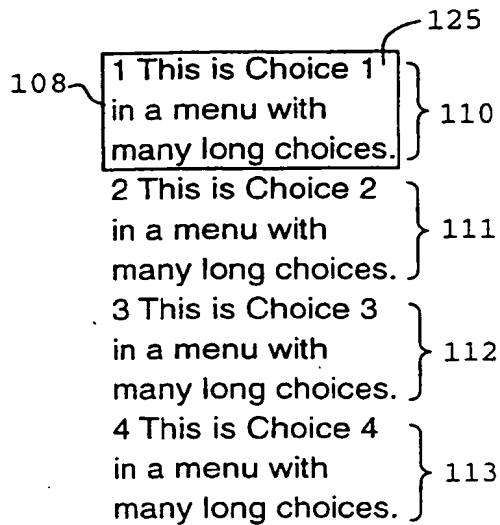 125
108
1 This is Choice 1
in a menu with
many long choices.
110
2 This is Choice 2
in a menu with
many long choices.
111
3 This is Choice 3
in a menu with
many long choices.
112
4 This is Choice 4
in a menu with
many long choices.
113